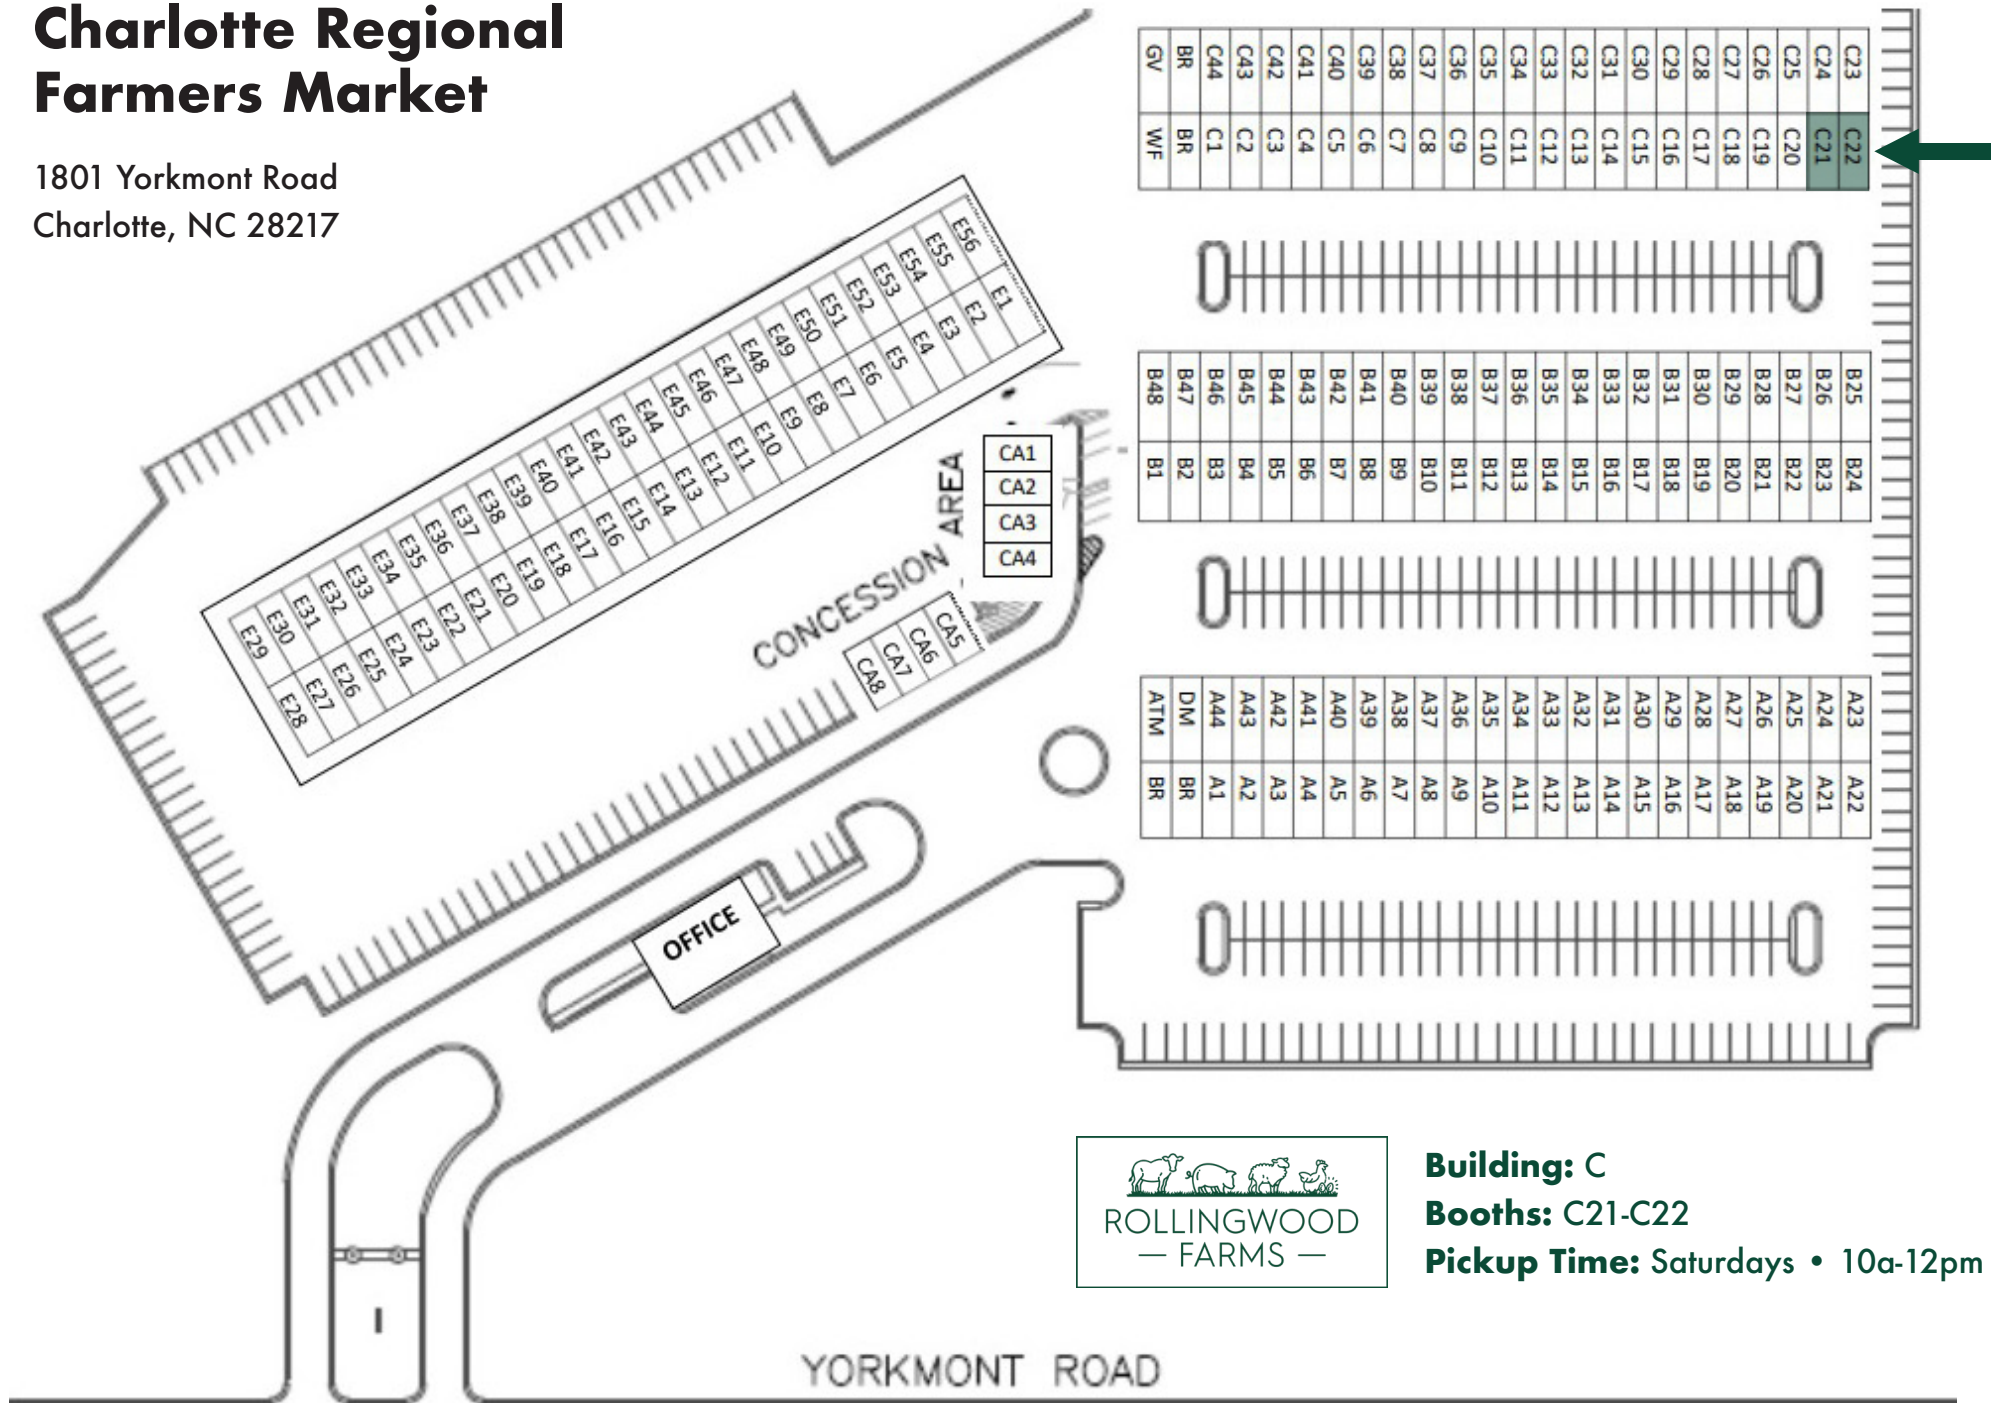 Charlotte Regional
Farmers Market
1801 Yorkmont Road
Charlotte, NC 28217
GV BR C44 C43 C42 C41 C40 C39 C38 C37 C36 C35 C34 C33 C32 C31 C30 C29 C28 C27 C26 C25 C24 C23
WF BR C1 C2 C3 C4 C5 C6 C7 C8 C9 C10 C11 C12 C13 C14 C15 C16 C17 C18 C19 C20 C21 C22
E56 E55 E54 E53 E52 E51 E50 E49 E48 E47 E46 E45 E44 E43 E42 E41 E40 E39 E38 E37 E36 E35 E34 E33 E32 E31 E30 E29
E1 E2 E3 E4 E5 E6 E7 E8 E9 E10 E11 E12 E13 E14 E15 E16 E17 E18 E19 E20 E21 E22 E23 E24 E25 E26 E27 E28
B48 B47 B46 B45 B44 B43 B42 B41 B40 B39 B38 B37 B36 B35 B34 B33 B32 B31 B30 B29 B28 B27 B26 B25
B1 B2 B3 B4 B5 B6 B7 B8 B9 B10 B11 B12 B13 B14 B15 B16 B17 B18 B19 B20 B21 B22 B23 B24
CONCESSION AREA
CA1
CA2
CA3
CA4
CA8 CA7 CA6 CA5
ATM DM A44 A43 A42 A41 A40 A39 A38 A37 A36 A35 A34 A33 A32 A31 A30 A29 A28 A27 A26 A25 A24 A23
BR BR A1 A2 A3 A4 A5 A6 A7 A8 A9 A10 A11 A12 A13 A14 A15 A16 A17 A18 A19 A20 A21 A22
OFFICE
ROLLINGWOOD
— FARMS —
Building: C
Booths: C21-C22
Pickup Time: Saturdays • 10a-12pm
YORKMONT ROAD